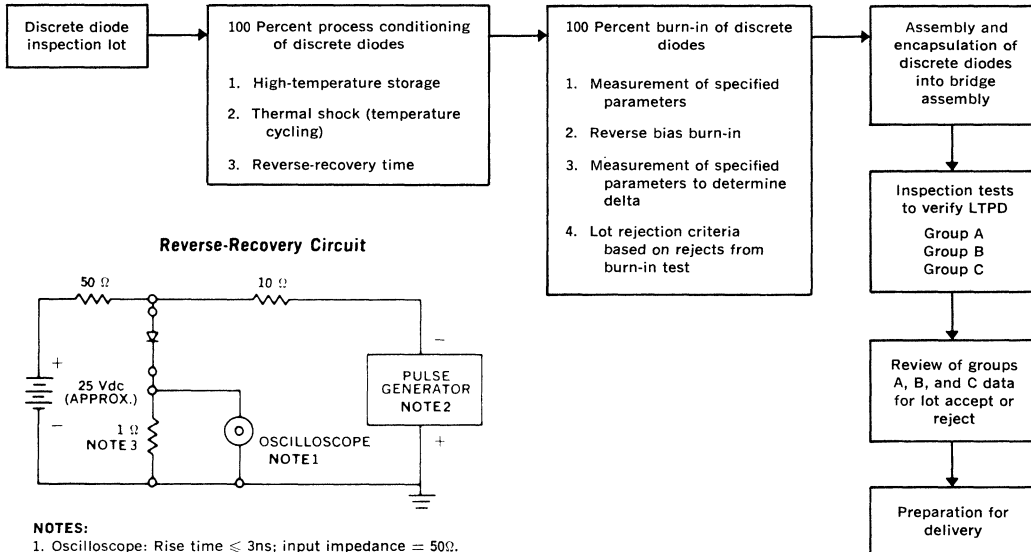 Discrete diode
inspection lot
100 Percent process conditioning
of discrete diodes
1. High-temperature storage
2. Thermal shock (temperature
cycling)
3. Reverse-recovery time
100 Percent burn-in of discrete
diodes
1. Measurement of specified
parameters
2. Reverse bias burn-in
3. Measurement of specified
parameters to determine
delta
4. Lot rejection criteria
based on rejects from
burn-in test
Assembly and
encapsulation of
discrete diodes
into bridge
assembly
Inspection tests
to verify LTPD
Group A
Group B
Group C
Review of groups
A, B, and C data
for lot accept or
reject
Preparation for
delivery
Reverse-Recovery Circuit
50 Ω
10 Ω
+
25 Vdc
(APPROX.)
−
1 Ω
NOTE 3
OSCILLOSCOPE
NOTE 1
−
PULSE
GENERATOR
NOTE 2
+
NOTES:
1. Oscilloscope: Rise time ⩽ 3ns; input impedance = 50Ω.